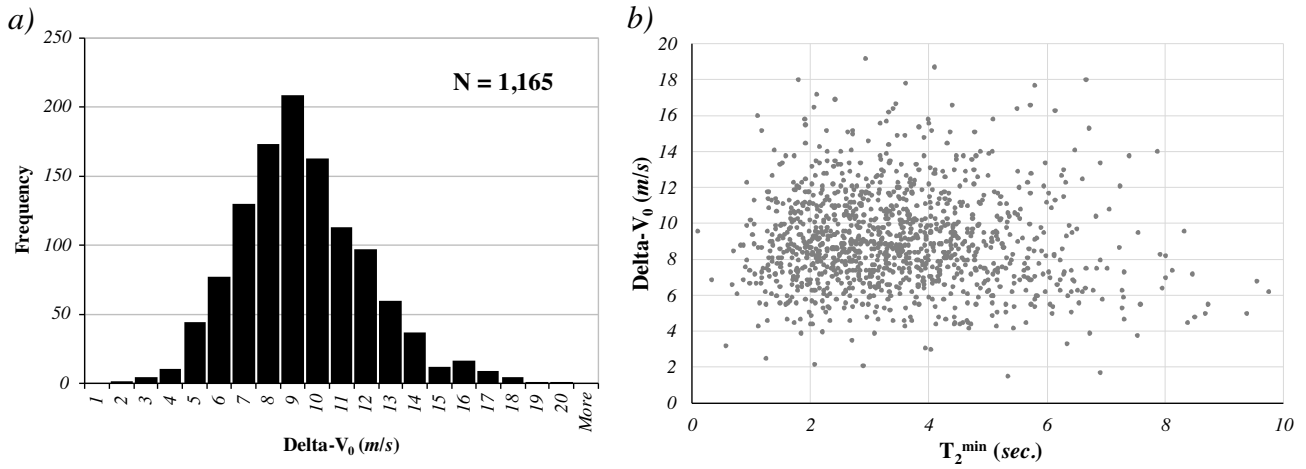 a)
250
200
150
100
50
0
Frequency
N = 1,165
1 2 3 4 5 6 7 8 9 10 11 12 13 14 15 16 17 18 19 20 More
Delta-V₀ (m/s)
b)
20
18
16
14
12
10
8
6
4
2
0
Delta-V₀ (m/s)
0 2 4 6 8 10
T₂ᵐⁱⁿ (sec.)